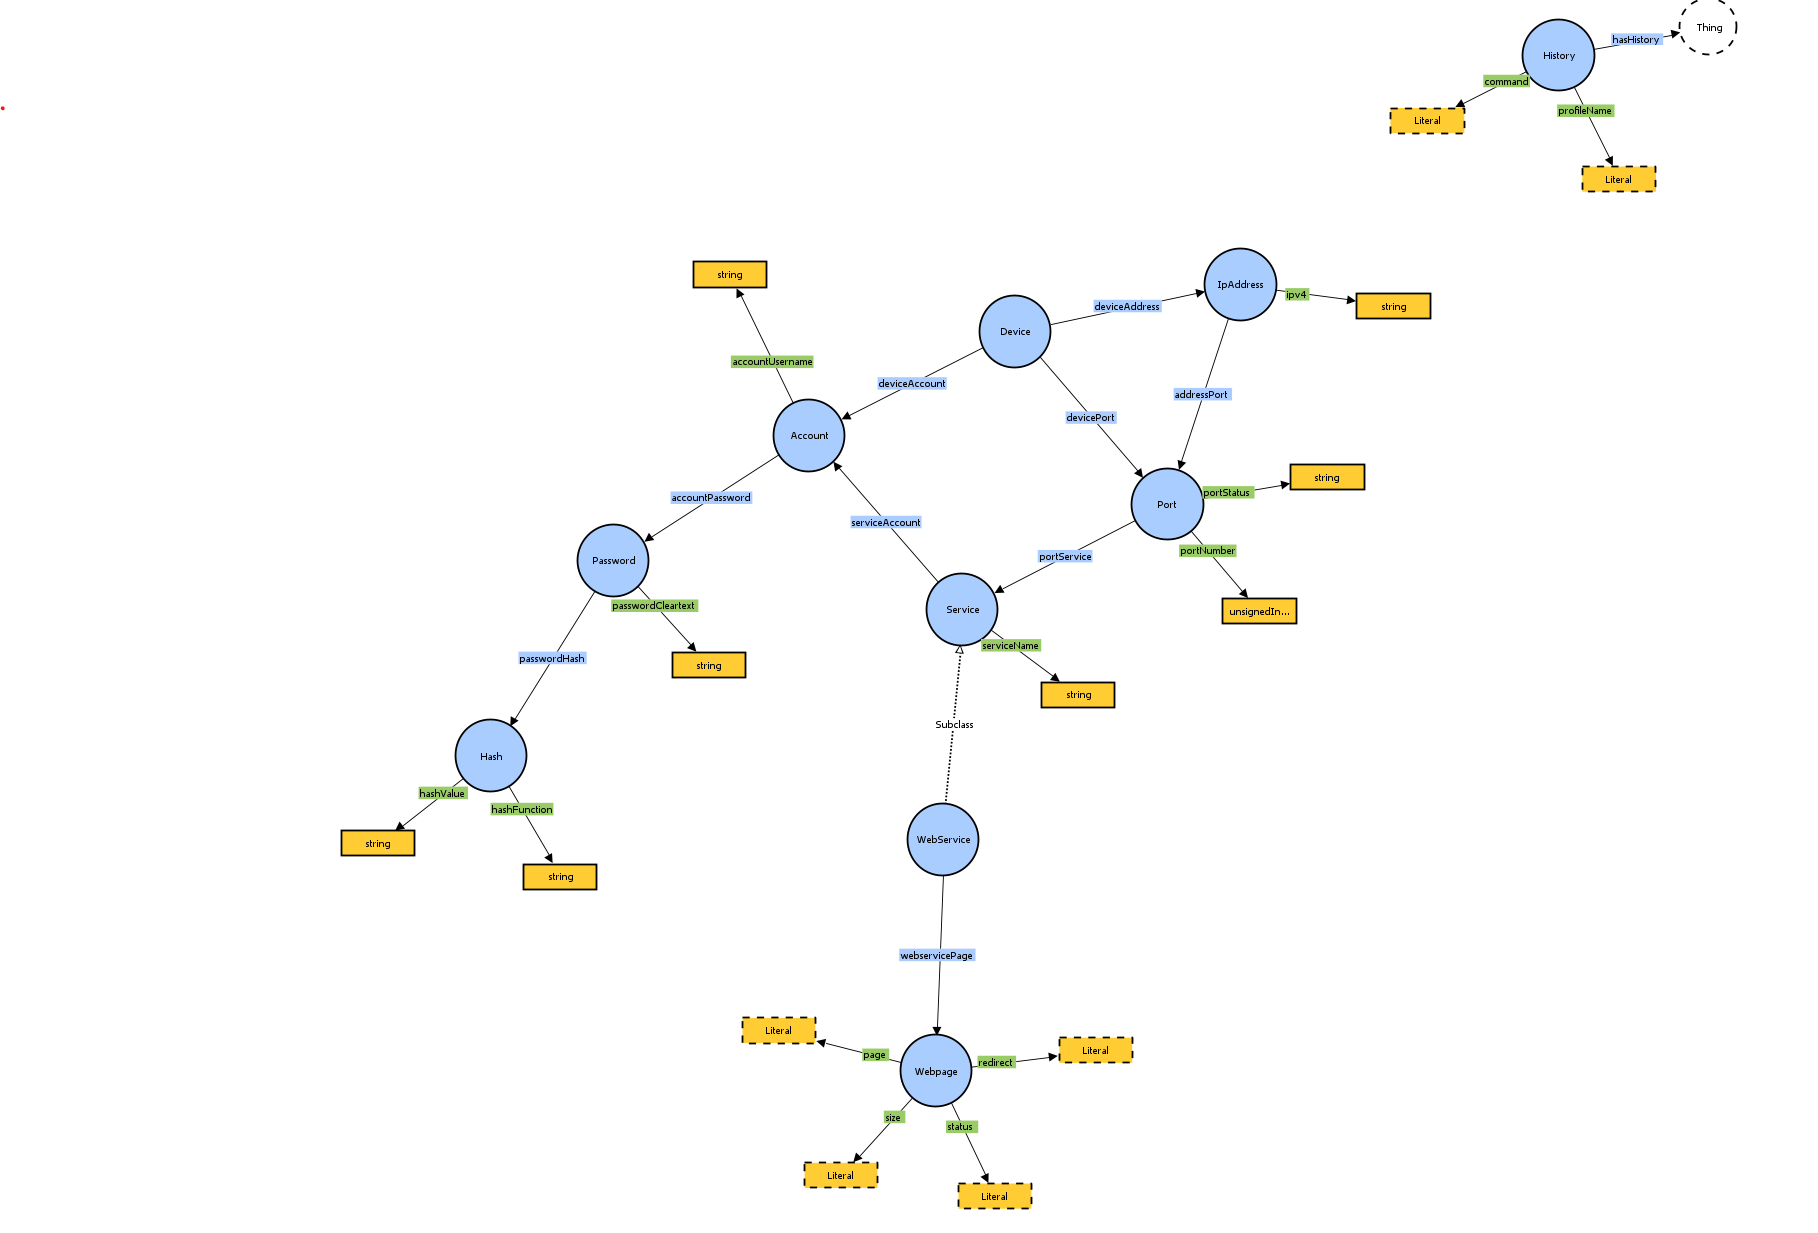 Thing
hasHistory
History
command
profileName
Literal
Literal
string
IpAddress
ipv4
string
deviceAddress
Device
accountUsername
deviceAccount
addressPort
devicePort
Account
string
portStatus
accountPassword
Port
serviceAccount
portNumber
portService
Password
passwordCleartext
Service
unsignedIn...
serviceName
passwordHash
string
string
Subclass
Hash
hashValue
hashFunction
string
WebService
string
webservicePage
Literal
Literal
page
redirect
Webpage
size
status
Literal
Literal